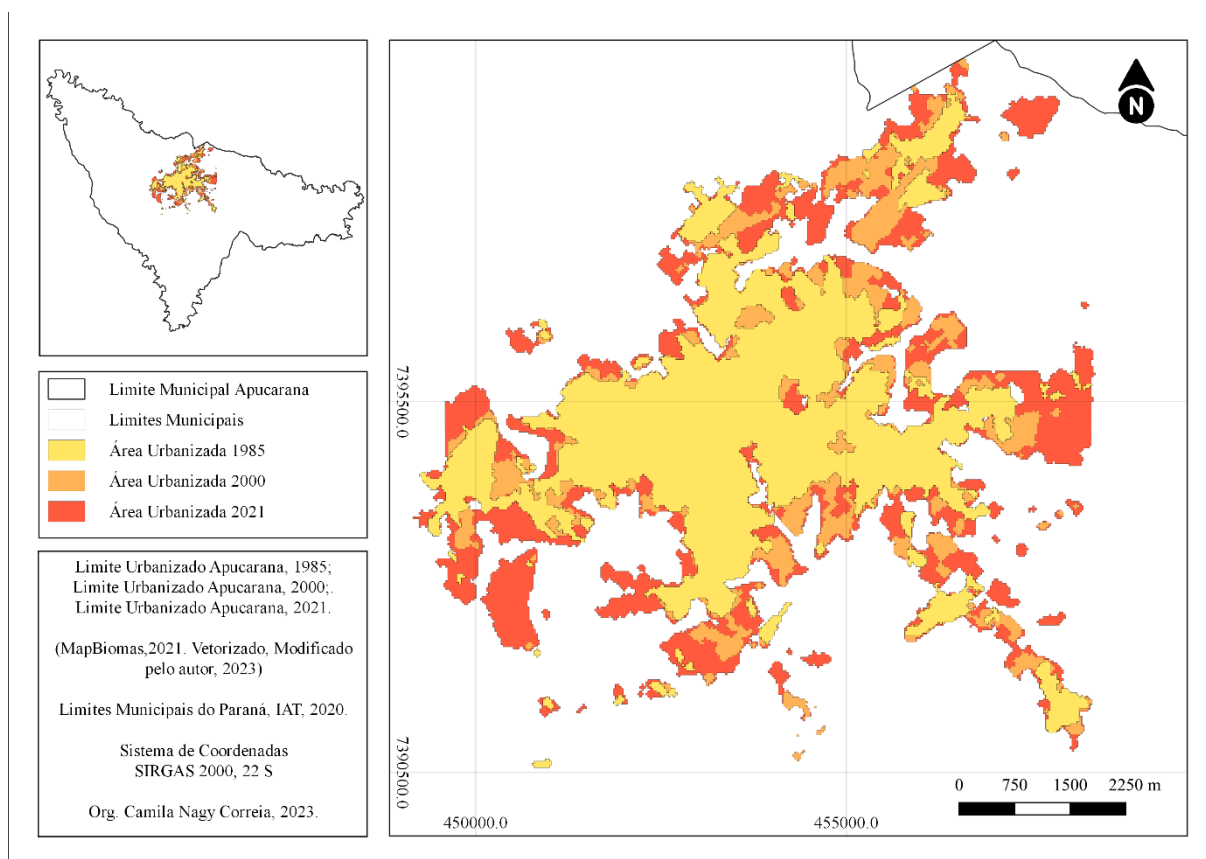 Limite Municipal Apucarana
Limites Municipais
Área Urbanizada 1985
Área Urbanizada 2000
Área Urbanizada 2021
Limite Urbanizado Apucarana, 1985;
Limite Urbanizado Apucarana, 2000;.
Limite Urbanizado Apucarana, 2021.
(MapBiomas,2021. Vetorizado, Modificado
pelo autor, 2023)
Limites Municipais do Paraná, IAT, 2020.
Sistema de Coordenadas
SIRGAS 2000, 22 S
Org. Camila Nagy Correia, 2023.
N
7395500.0
7390500.0
450000.0
455000.0
0 750 1500 2250 m